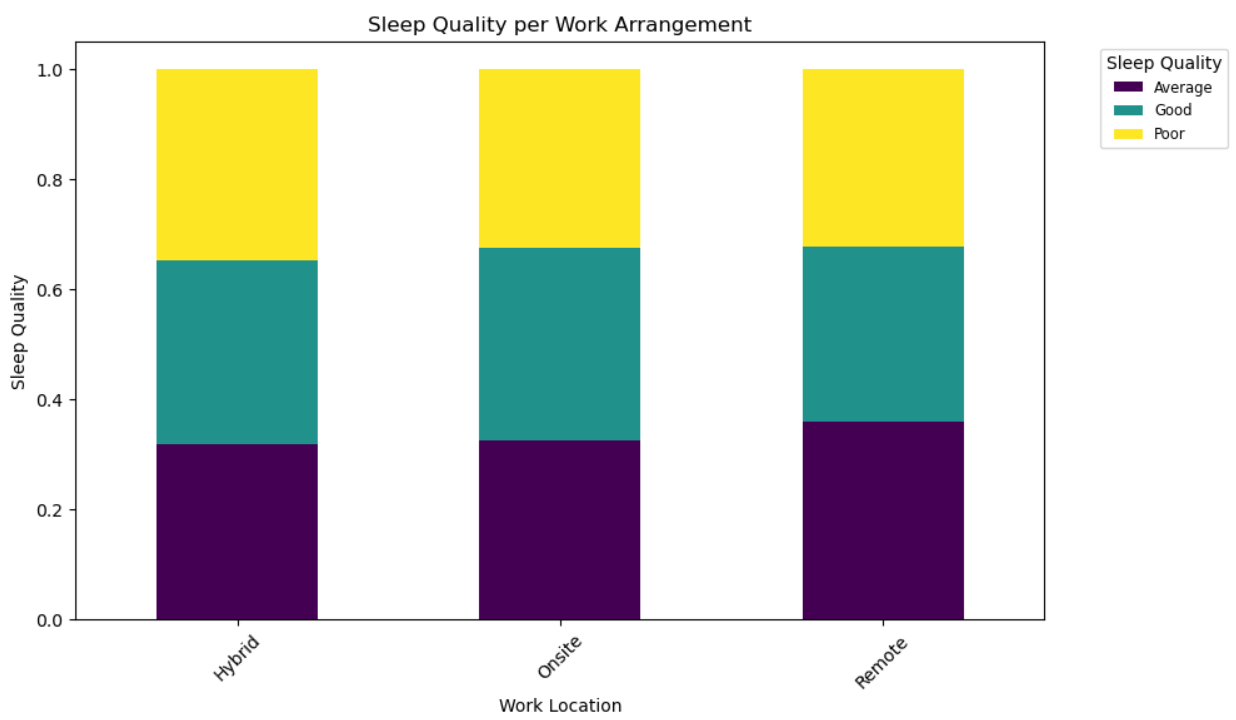 Sleep Quality per Work Arrangement
Sleep Quality
Average
Good
Poor
1.0
0.8
0.6
0.4
0.2
0.0
Sleep Quality
Hybrid
Onsite
Remote
Work Location